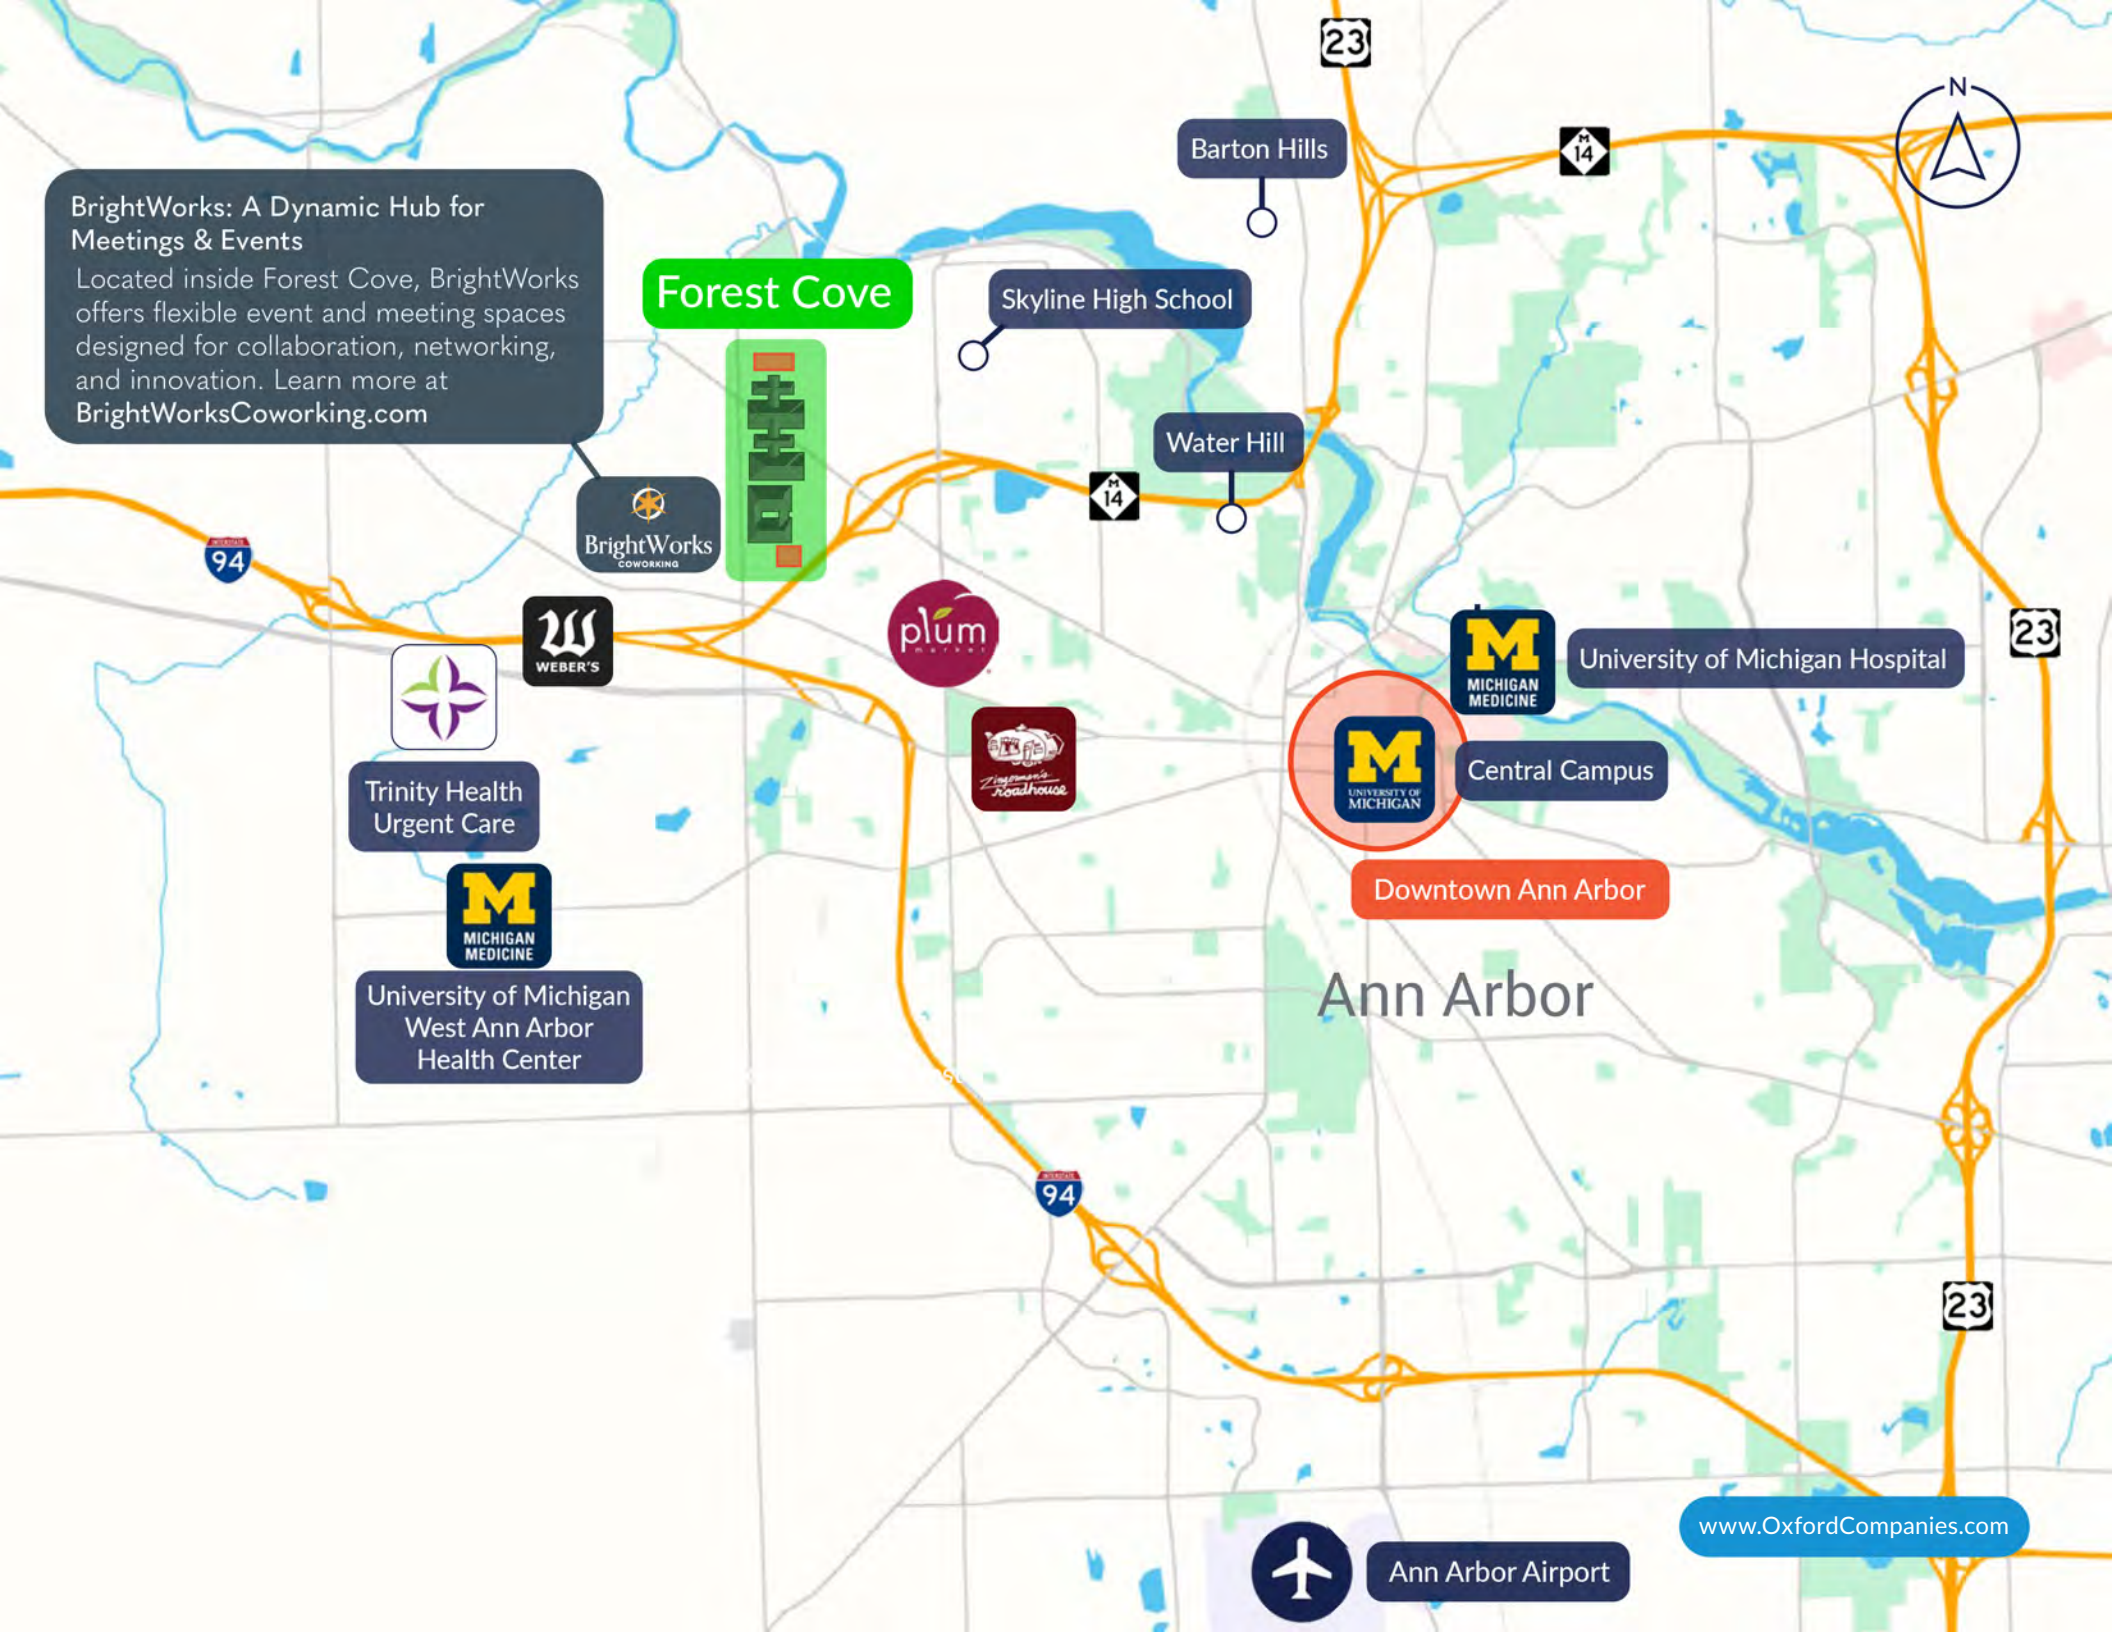 23
N
M
14
Barton Hills
BrightWorks: A Dynamic Hub for
Meetings & Events
Located inside Forest Cove, BrightWorks
offers flexible event and meeting spaces
designed for collaboration, networking,
and innovation. Learn more at
BrightWorksCoworking.com
Forest Cove
Skyline High School
Water Hill
M
14
BrightWorks
COWORKING
INTERSTATE
94
W
WEBER'S
plum
market
M
MICHIGAN
MEDICINE
University of Michigan Hospital
23
Zingerman's
Roadhouse
M
UNIVERSITY OF
MICHIGAN
Central Campus
Trinity Health
Urgent Care
Downtown Ann Arbor
M
MICHIGAN
MEDICINE
University of Michigan
West Ann Arbor
Health Center
Ann Arbor
INTERSTATE
94
23
www.OxfordCompanies.com
Ann Arbor Airport